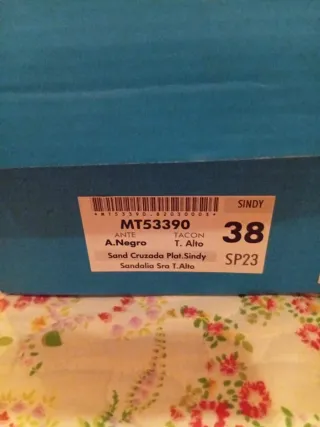 SINDY
MT53390
ANTE TACON
A.Negro T. Alto
38
Sand Cruzada Plat.Sindy
Sandalia Sra T.Alto
SP23